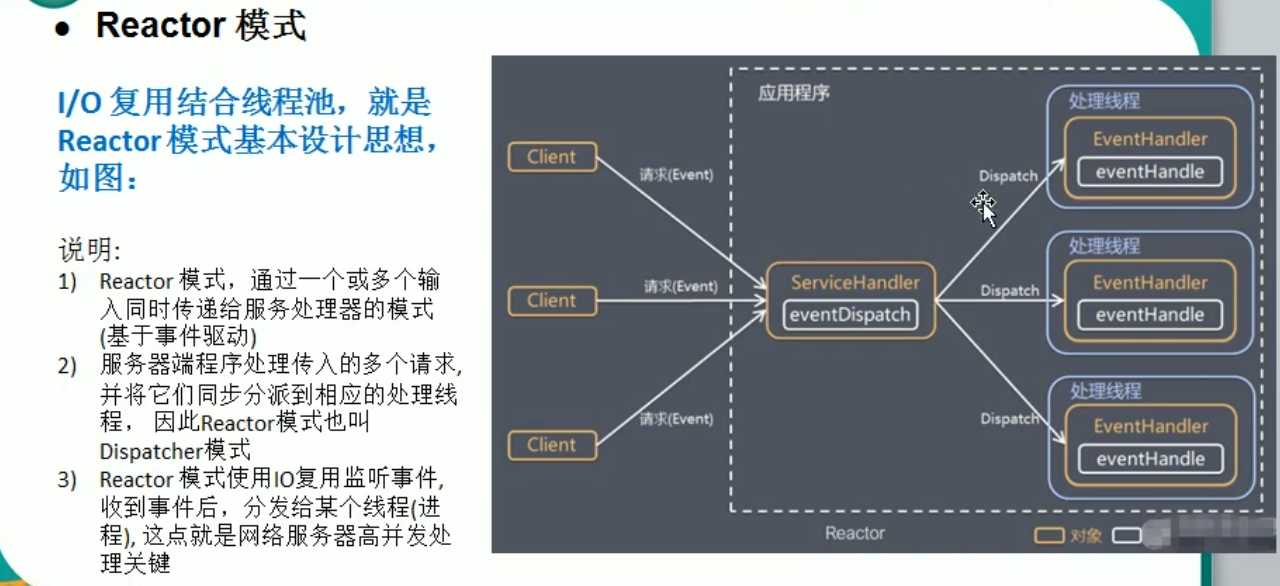 ● Reactor 模式
I/O 复用结合线程池，就是
Reactor 模式基本设计思想，
如图：
说明:
1) Reactor 模式，通过一个或多个输
入同时传递给服务处理器的模式
(基于事件驱动)
2) 服务器端程序处理传入的多个请求,
并将它们同步分派到相应的处理线
程， 因此Reactor模式也叫
Dispatcher模式
3) Reactor 模式使用IO复用监听事件,
收到事件后，分发给某个线程(进
程), 这点就是网络服务器高并发处
理关键
应用程序
Client
请求(Event)
Client
请求(Event)
Client
请求(Event)
ServiceHandler
eventDispatch
Dispatch
Dispatch
Dispatch
处理线程
EventHandler
eventHandle
处理线程
EventHandler
eventHandle
处理线程
EventHandler
eventHandle
Reactor
对象